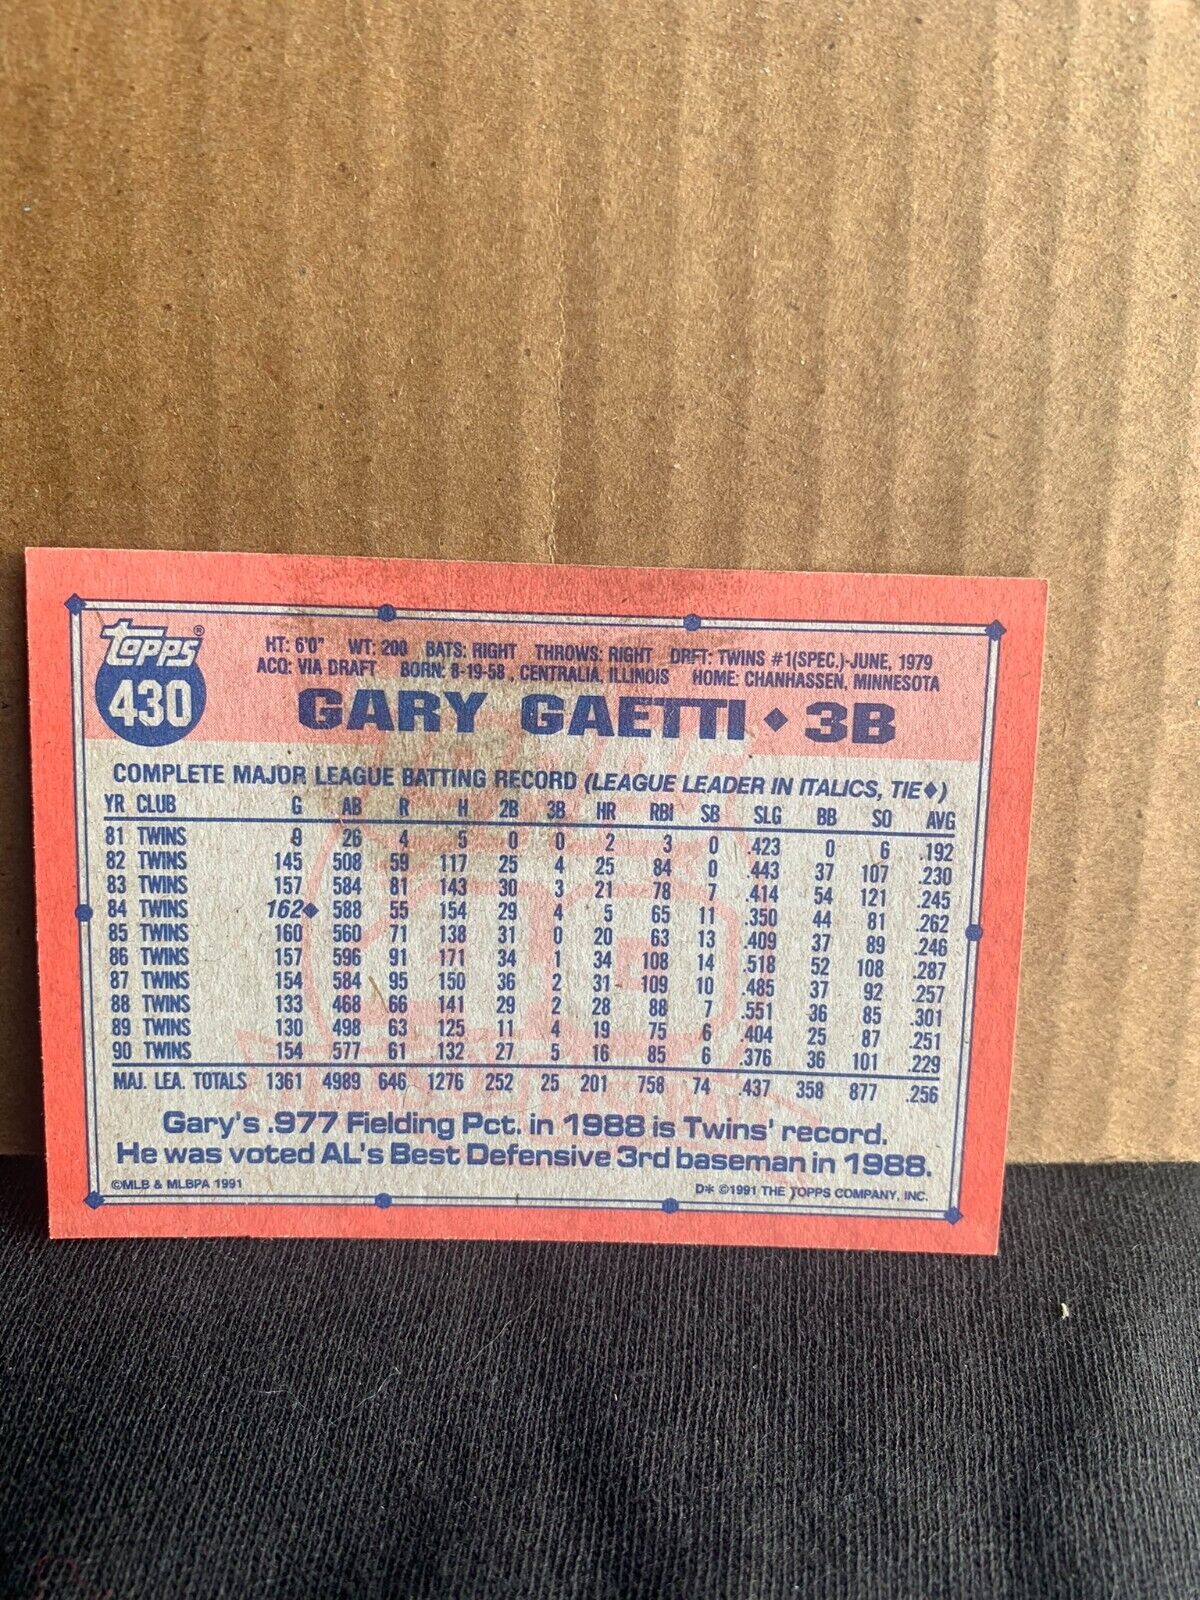 Topps®
430
HT: 6'0" WT: 200 BATS: RIGHT THROWS: RIGHT DRFT: TWINS #1(SPEC.)-JUNE, 1979
ACQ: VIA DRAFT BORN: 8-19-58, CENTRALIA, ILLINOIS HOME: CHANHASSEN, MINNESOTA
GARY GAETTI ◆ 3B
COMPLETE MAJOR LEAGUE BATTING RECORD (LEAGUE LEADER IN ITALICS, TIE◆)
YR CLUB G AB R H 2B 3B HR RBI SB SLG BB SO AVG
81 TWINS 9 26 4 5 0 0 2 3 0 .423 0 6 .192
82 TWINS 145 508 59 117 25 4 25 84 0 .443 37 107 .230
83 TWINS 157 584 81 143 30 3 21 78 7 .414 54 121 .245
84 TWINS 162◆ 588 55 154 29 4 5 65 11 .350 44 81 .262
85 TWINS 160 560 71 138 31 0 20 63 13 .409 37 89 .246
86 TWINS 157 596 91 171 34 1 34 108 14 .518 52 108 .287
87 TWINS 154 584 95 150 36 2 31 109 10 .485 37 92 .257
88 TWINS 133 468 66 141 29 2 28 88 7 .551 36 85 .301
89 TWINS 130 498 63 125 11 4 19 75 6 .404 25 87 .251
90 TWINS 154 577 61 132 27 5 16 85 6 .376 36 101 .229
MAJ. LEA. TOTALS 1361 4989 646 1276 252 25 201 758 74 .437 358 877 .256
Gary's .977 Fielding Pct. in 1988 is Twins' record.
He was voted AL's Best Defensive 3rd baseman in 1988.
©MLB & MLBPA 1991 D* ©1991 THE TOPPS COMPANY, INC.